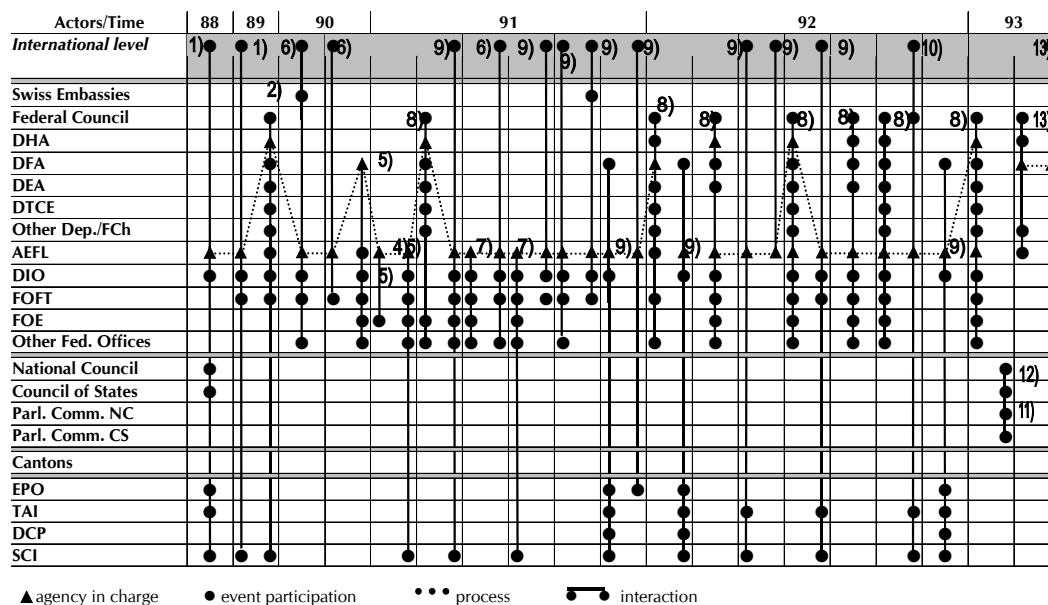 Actors/Time 88 89 90 91 92 93
International level 1) 1) 6) 6) 9) 6) 9) 9) 9) 9) 9) 9) 9) 10) 13)
Swiss Embassies 2)
Federal Council 8) 8) 8) 8) 8) 8) 8) 13)
DHA
DFA 5)
DEA
DTCE
Other Dep./FCh
AEFL 4) 5) 7) 7) 9) 9) 9)
DIO 5)
FOFT
FOE
Other Fed. Offices
National Council 12)
Council of States
Parl. Comm. NC 11)
Parl. Comm. CS
Cantons
EPO
TAI
DCP
SCI
agency in charge event participation process interaction